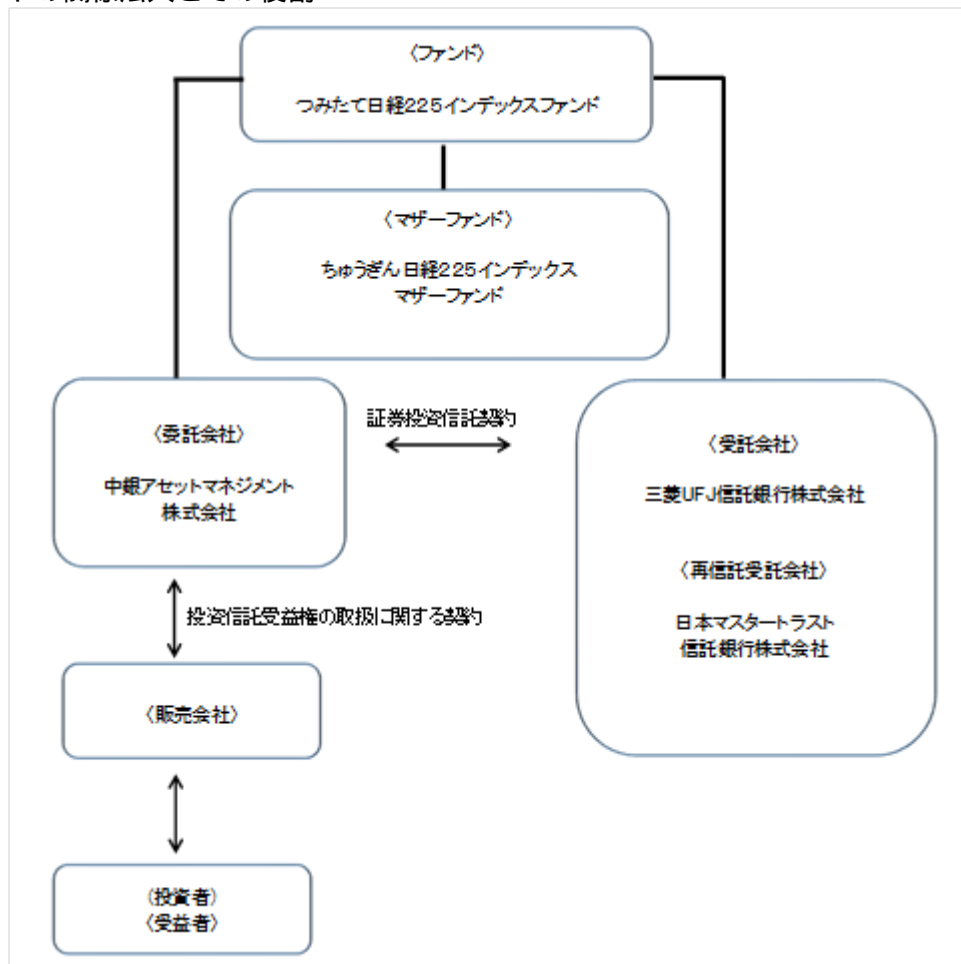 〈ファンド〉
つみたて日経225インデックスファンド
〈マザーファンド〉
ちゅうぎん日経225インデックス
マザーファンド
〈委託会社〉
中銀アセットマネジメント
株式会社
証券投資信託契約
〈受託会社〉
三菱UFJ信託銀行株式会社
〈再信託受託会社〉
日本マスタートラスト
信託銀行株式会社
投資信託受益権の取扱に関する契約
〈販売会社〉
(投資者)
〈受益者〉